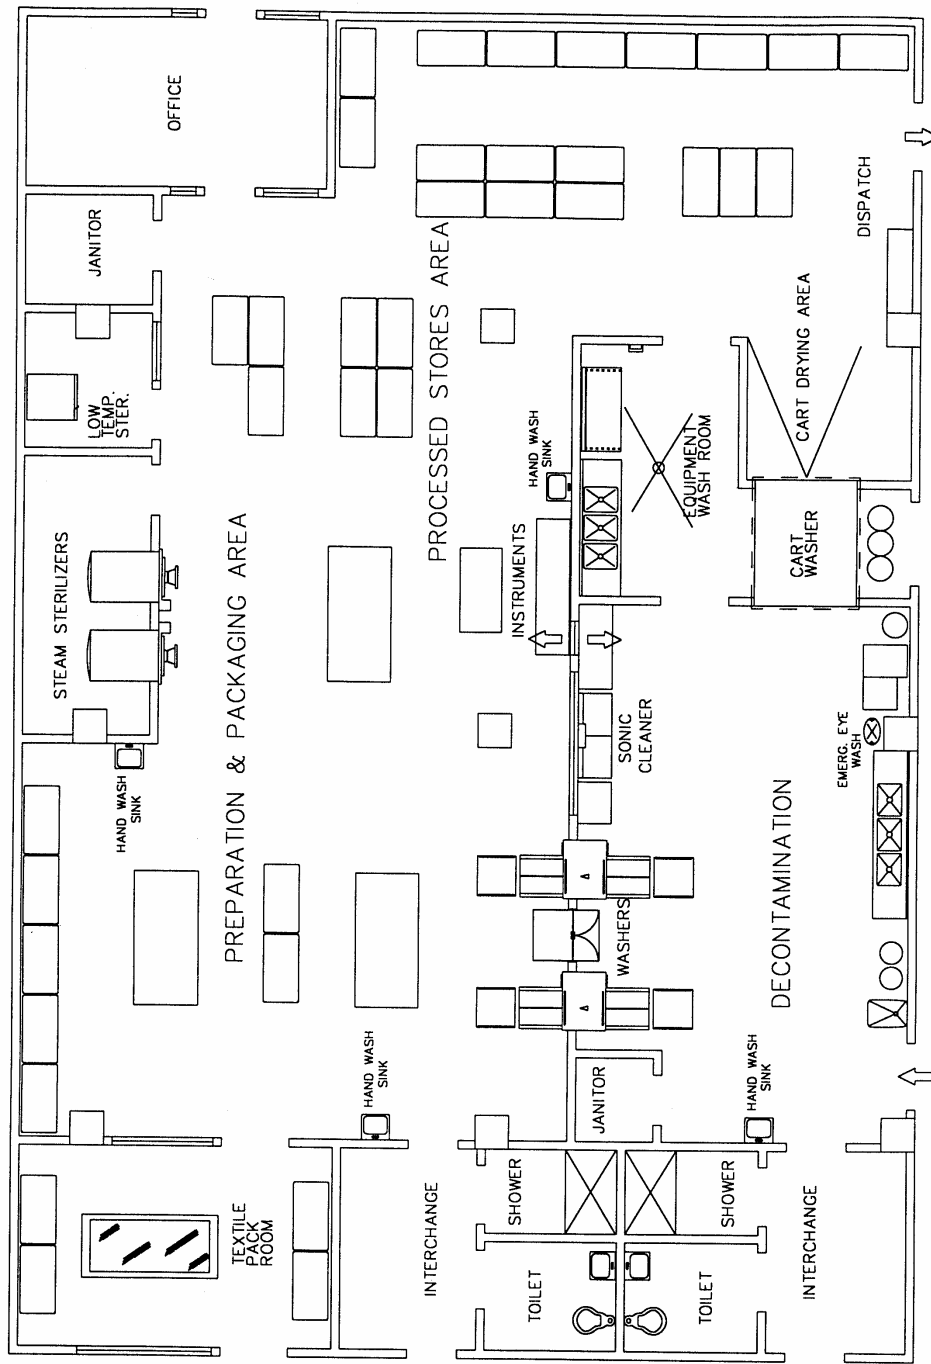 TEXTILE
PACK
ROOM
HAND WASH
SINK
STEAM STERILIZERS
LOW
TEMP.
STER.
JANITOR
OFFICE
PREPARATION & PACKAGING AREA
INTERCHANGE
HAND WASH
SINK
PROCESSED STORES AREA
SHOWER
TOILET
INSTRUMENTS
HAND WASH
SINK
JANITOR
WASHERS
SONIC
CLEANER
EQUIPMENT
WASH ROOM
TOILET
SHOWER
HAND WASH
SINK
DECONTAMINATION
INTERCHANGE
EMERG. EYE
WASH
CART
WASHER
CART DRYING AREA
DISPATCH